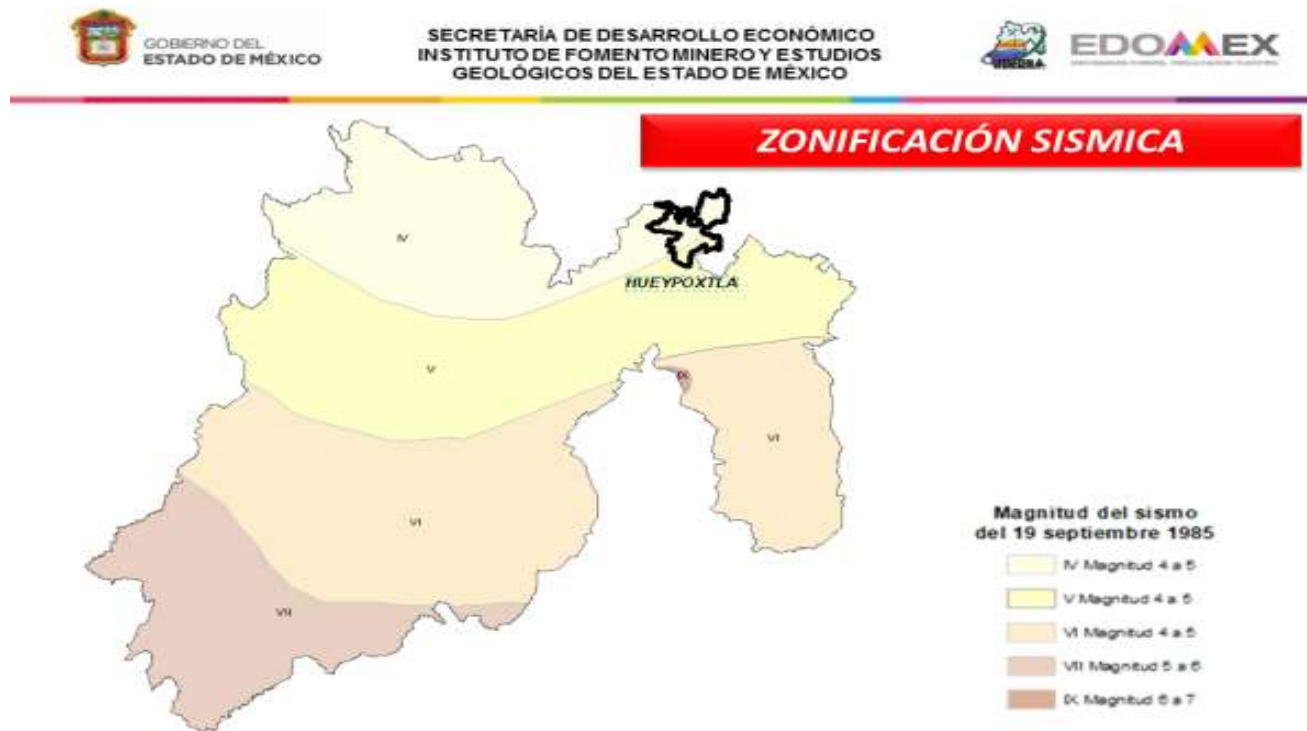 GOBIERNO DEL
ESTADO DE MÉXICO
SECRETARÍA DE DESARROLLO ECONÓMICO
INSTITUTO DE FOMENTO MINERO Y ESTUDIOS
GEOLÓGICOS DEL ESTADO DE MÉXICO
EDOMEX
ZONIFICACIÓN SISMICA
IV
HUEYPOXTLA
V
IX
VI
VI
VII
Magnitud del sismo
del 19 septiembre 1985
IV Magnitud 4 a 5
V Magnitud 4 a 5
VI Magnitud 4 a 5
VII Magnitud 5 a 6
IX Magnitud 6 a 7